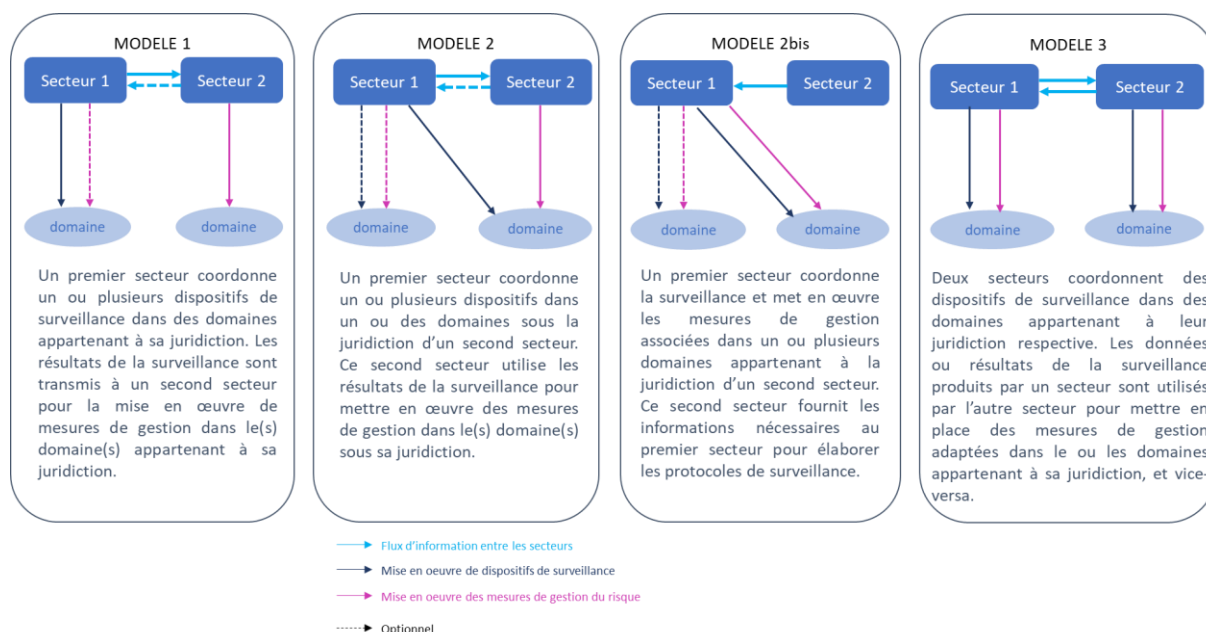 MODELE 1
Secteur 1
Secteur 2
domaine
domaine
Un premier secteur coordonne
un ou plusieurs dispositifs de
surveillance dans des domaines
appartenant à sa juridiction. Les
résultats de la surveillance sont
transmis à un second secteur
pour la mise en œuvre de
mesures de gestion dans le(s)
domaine(s) appartenant à sa
juridiction.
MODELE 2
Secteur 1
Secteur 2
domaine
domaine
Un premier secteur coordonne
un ou plusieurs dispositifs dans
un ou des domaines sous la
juridiction d’un second secteur.
Ce second secteur utilise les
résultats de la surveillance pour
mettre en œuvre des mesures
de gestion dans le(s) domaine(s)
sous sa juridiction.
MODELE 2bis
Secteur 1
Secteur 2
domaine
domaine
Un premier secteur coordonne
la surveillance et met en œuvre
les mesures de gestion
associées dans un ou plusieurs
domaines appartenant à la
juridiction d’un second secteur.
Ce second secteur fournit les
informations nécessaires au
premier secteur pour élaborer
les protocoles de surveillance.
MODELE 3
Secteur 1
Secteur 2
domaine
domaine
Deux secteurs coordonnent des
dispositifs de surveillance dans des
domaines appartenant à leur
juridiction respective. Les données
ou résultats de la surveillance
produits par un secteur sont utilisés
par l’autre secteur pour mettre en
place des mesures de gestion
adaptées dans le ou les domaines
appartenant à sa juridiction, et vice-
versa.
Flux d’information entre les secteurs
Mise en oeuvre de dispositifs de surveillance
Mise en oeuvre des mesures de gestion du risque
Optionnel